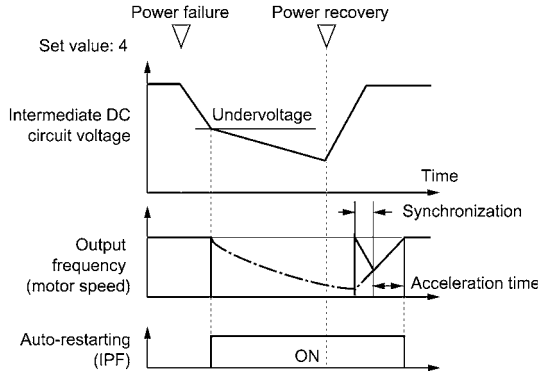 Power failure
Power recovery
Set value: 4
Intermediate DC
circuit voltage
Undervoltage
Time
Synchronization
Output
frequency
(motor speed)
Acceleration time
Auto-restarting
(IPF)
ON